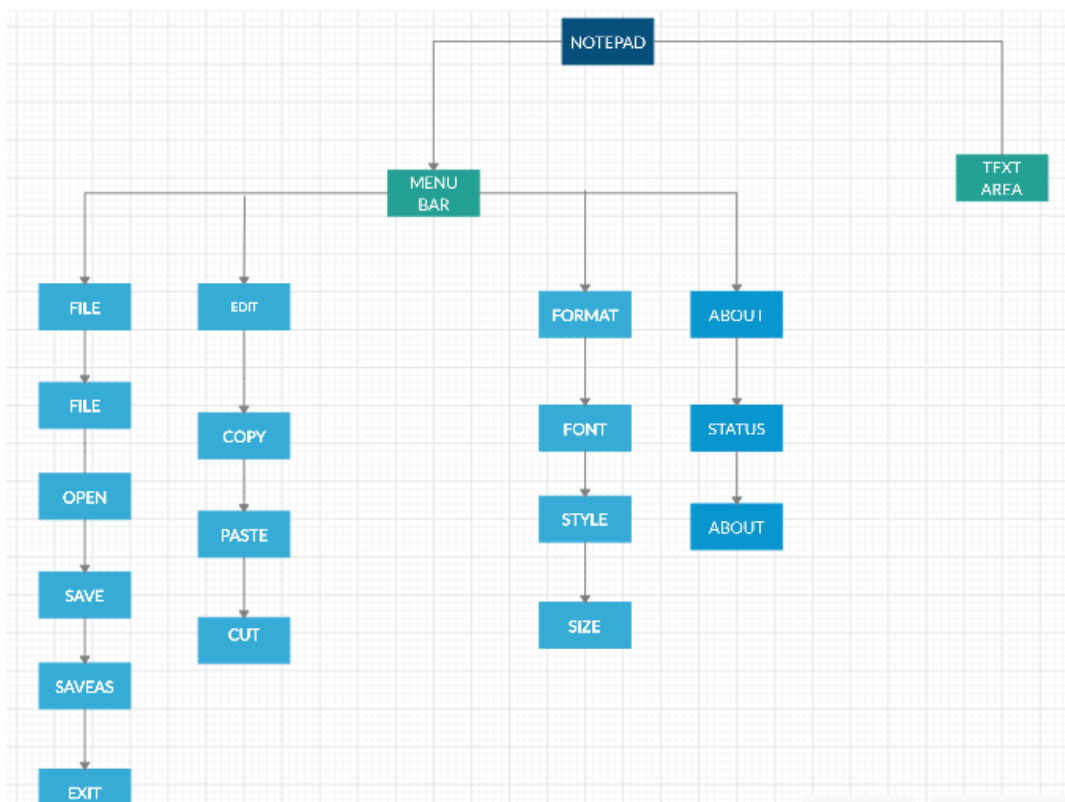 NOTEPAD
MENU
BAR
TEXT
AREA
FILE
FILE
OPEN
SAVE
SAVEAS
EXIT
EDIT
COPY
PASTE
CUT
FORMAT
FONT
STYLE
SIZE
ABOUT
STATUS
ABOUT